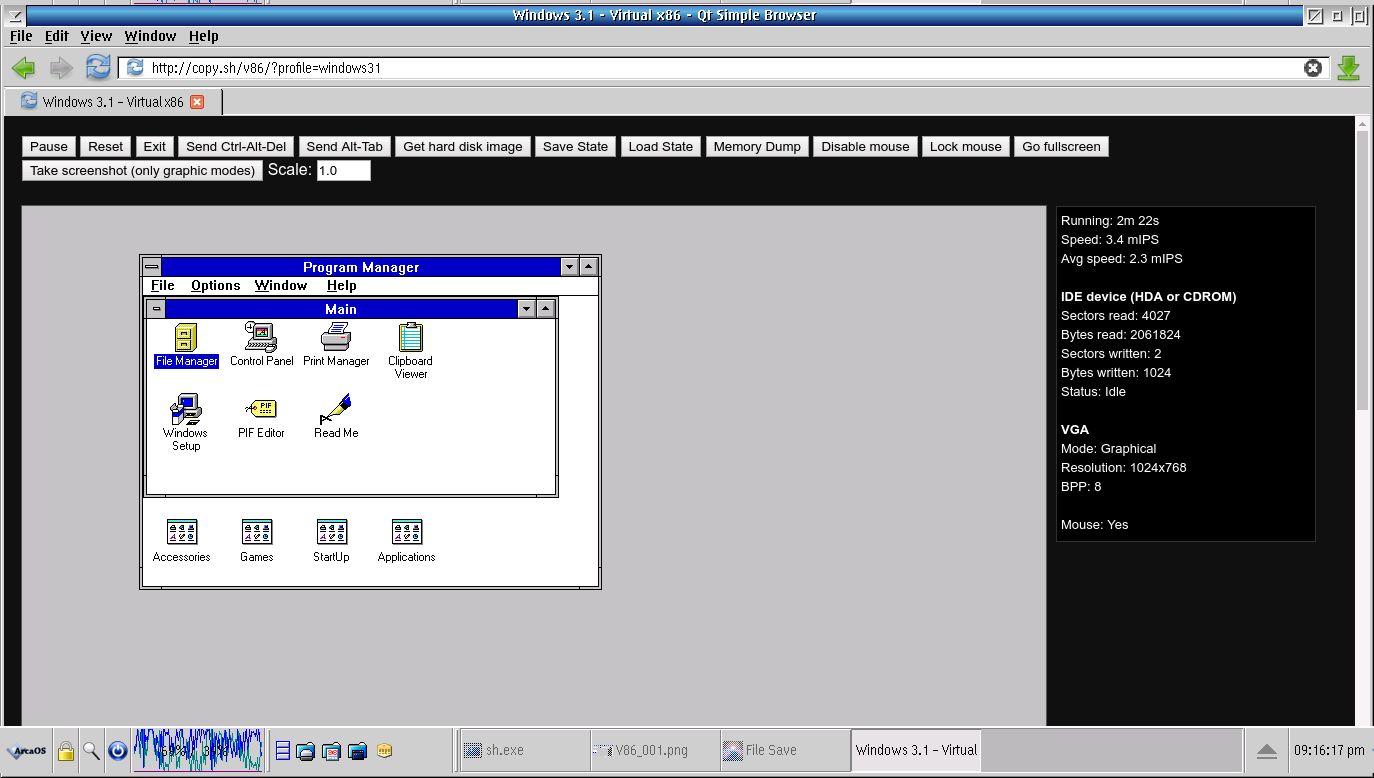 Windows 3.1 - Virtual x86 - Qt Simple Browser
File Edit View Window Help
http://copy.sh/v86/?profile=windows31
Windows 3.1 - Virtual x86
Pause Reset Exit Send Ctrl-Alt-Del Send Alt-Tab Get hard disk image Save State Load State Memory Dump Disable mouse Lock mouse Go fullscreen
Take screenshot (only graphic modes) Scale: 1.0
Program Manager
File Options Window Help
Main
File Manager Control Panel Print Manager Clipboard
Viewer
Windows PIF Editor Read Me
Setup
PIF
Accessories Games StartUp Applications
Running: 2m 22s
Speed: 3.4 mIPS
Avg speed: 2.3 mIPS
IDE device (HDA or CDROM)
Sectors read: 4027
Bytes read: 2061824
Sectors written: 2
Bytes written: 1024
Status: Idle
VGA
Mode: Graphical
Resolution: 1024x768
BPP: 8
Mouse: Yes
ArcaOS sh.exe V86_001.png File Save Windows 3.1 - Virtual 09:16:17 pm